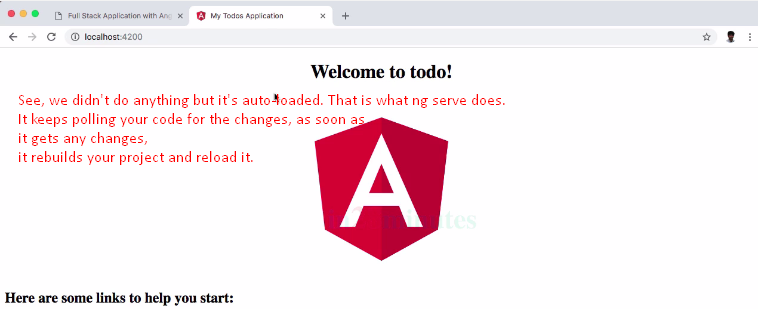 Full Stack Application with Ang
My Todos Application
localhost:4200
Welcome to todo!
See, we didn't do anything but it's auto-loaded. That is what ng serve does.
It keeps polling your code for the changes, as soon as
it gets any changes,
it rebuilds your project and reload it.
Here are some links to help you start: